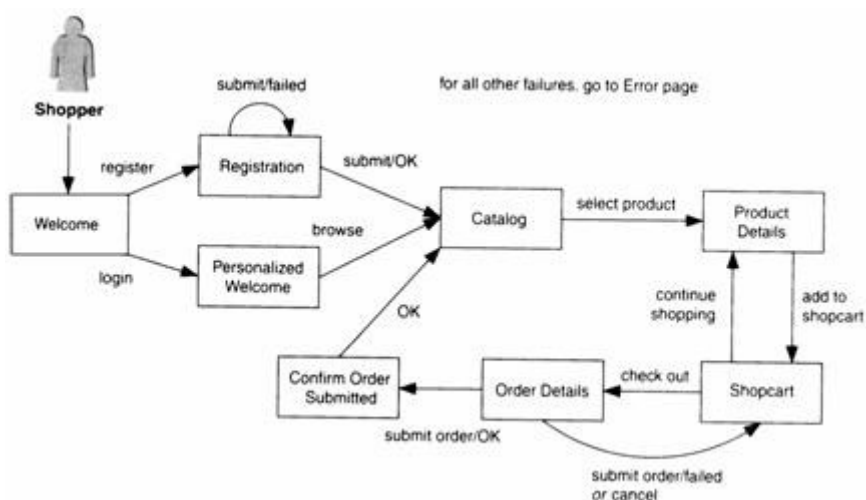 submit/failed
for all other failures, go to Error page
Shopper
register
Registration
submit/OK
Welcome
Catalog
select product
Product
Details
browse
login
Personalized
Welcome
continue
shopping
add to
shopcart
OK
Confirm Order
Submitted
Order Details
check out
Shopcart
submit order/OK
submit order/failed
or cancel